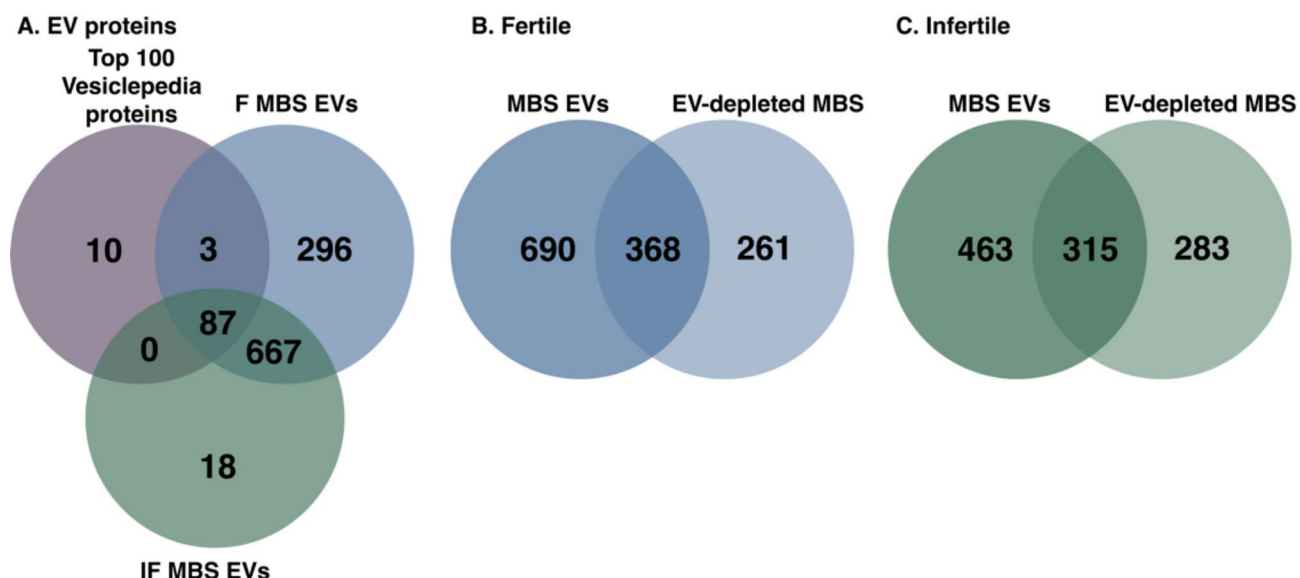 A. EV proteins
Top 100
Vesiclepedia
proteins
F MBS EVs
10
3
296
87
0
667
18
IF MBS EVs
B. Fertile
MBS EVs
EV-depleted MBS
690
368
261
C. Infertile
MBS EVs
EV-depleted MBS
463
315
283